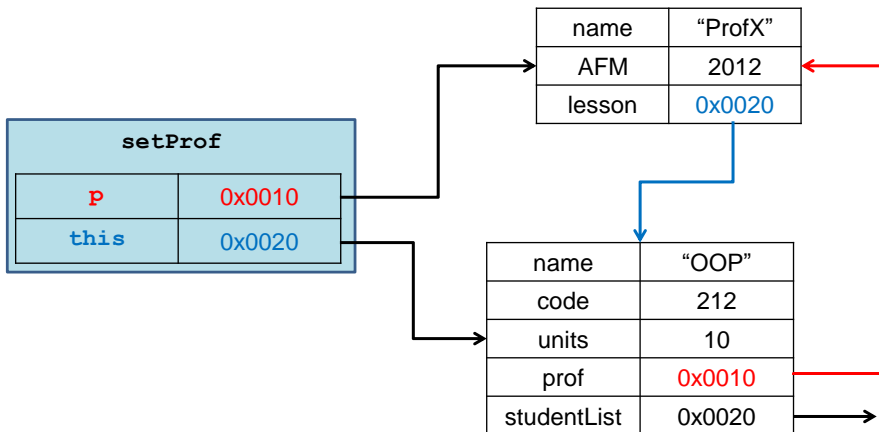 name “ProfX”
AFM 2012
lesson 0x0020
setProf
p 0x0010
this 0x0020
name “OOP”
code 212
units 10
prof 0x0010
studentList 0x0020